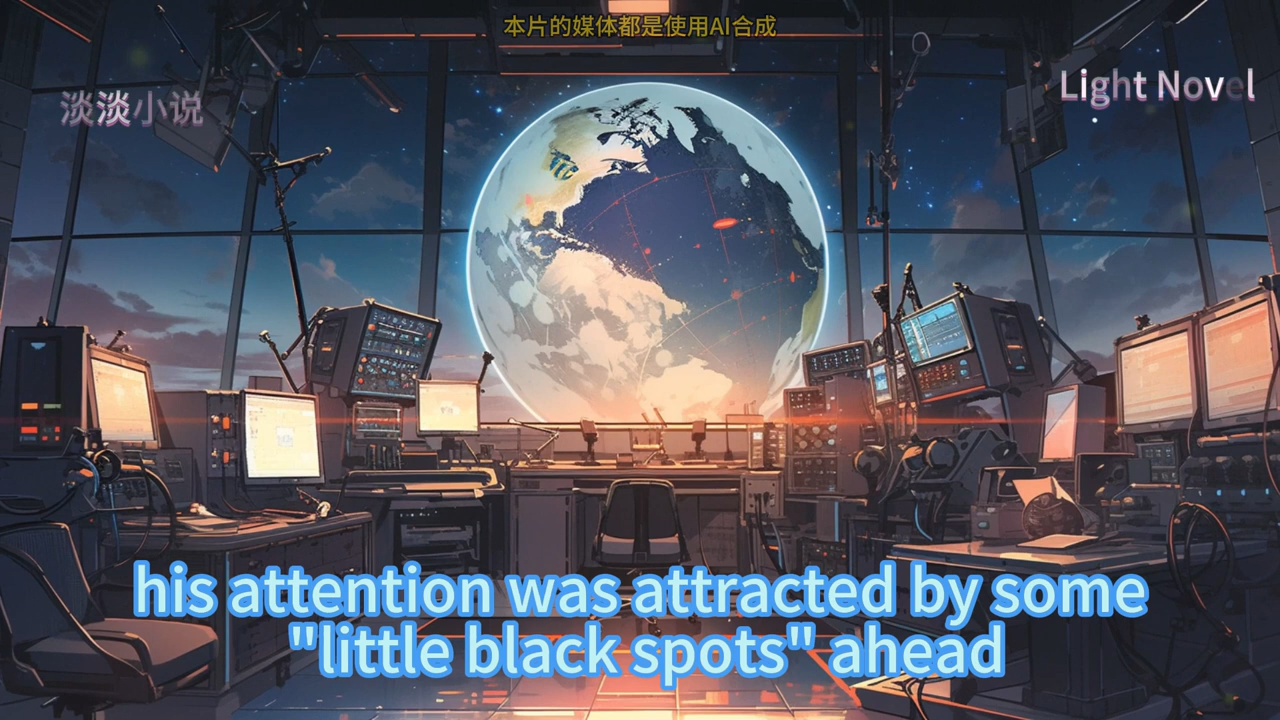 本片的媒体都是使用AI合成
淡淡小说
Light Novel
his attention was attracted by some
"little black spots" ahead